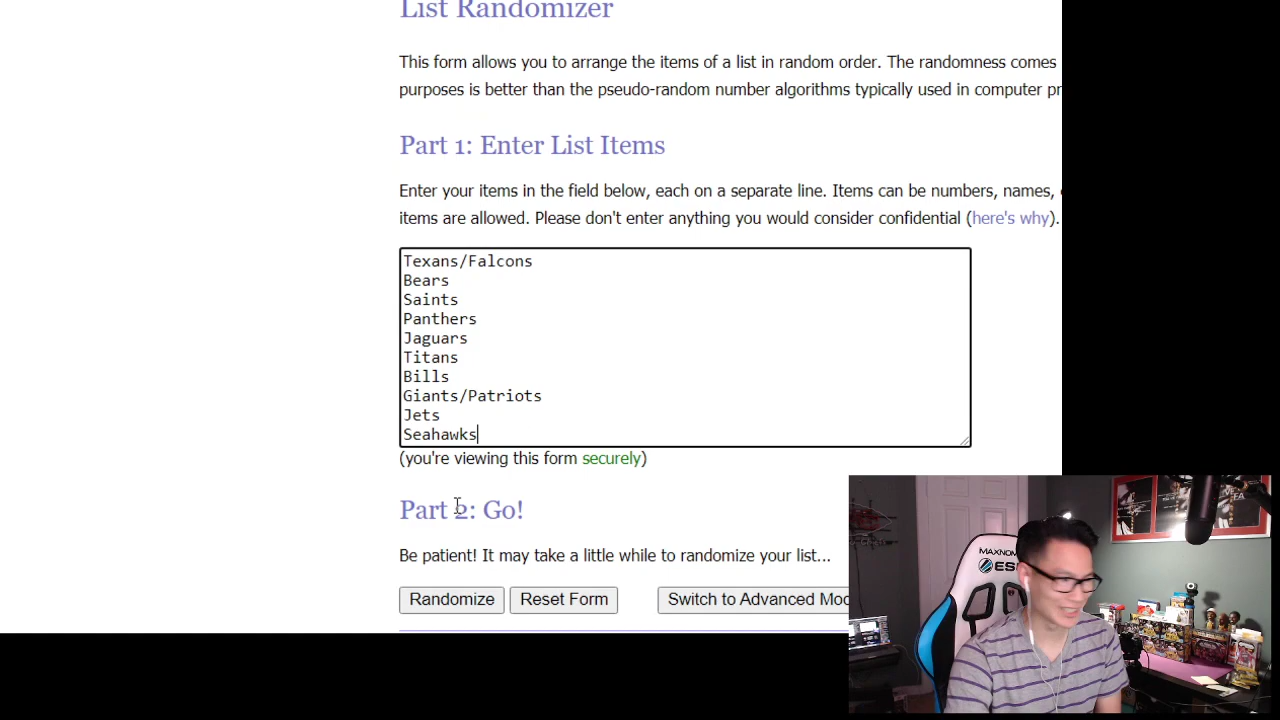 List Randomizer
This form allows you to arrange the items of a list in random order. The randomness comes
purposes is better than the pseudo-random number algorithms typically used in computer
Part 1: Enter List Items
Enter your items in the field below, each on a separate line. Items can be numbers, names,
items are allowed. Please don't enter anything you would consider confidential (here's why).
Texans/Falcons
Bears
Saints
Panthers
Jaguars
Titans
Bills
Giants/Patriots
Jets
Seahawks
(you're viewing this form securely)
Part 2: Go!
Be patient! It may take a little while to randomize your list...
Randomize Reset Form Switch to Advanced
MAXNOM